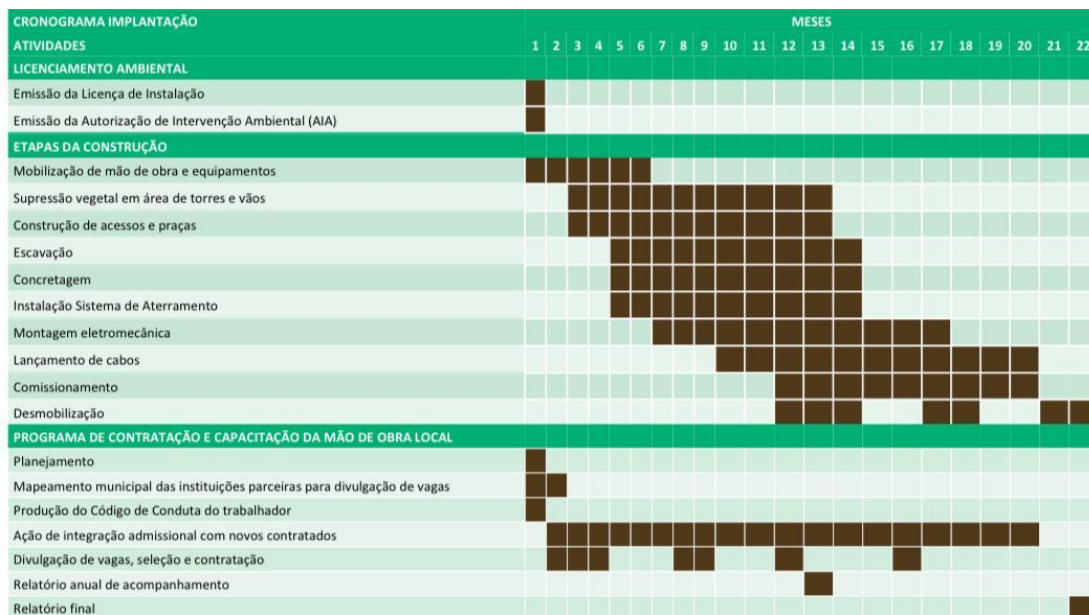 CRONOGRAMA IMPLANTAÇÃO MESES
ATIVIDADES 1 2 3 4 5 6 7 8 9 10 11 12 13 14 15 16 17 18 19 20 21 22
LICENCIAMENTO AMBIENTAL
Emissão da Licença de Instalação
Emissão da Autorização de Intervenção Ambiental (AIA)
ETAPAS DA CONSTRUÇÃO
Mobilização de mão de obra e equipamentos
Supressão vegetal em área de torres e vãos
Construção de acessos e praças
Escavação
Concretagem
Instalação Sistema de Aterramento
Montagem eletromecânica
Lançamento de cabos
Comissionamento
Desmobilização
PROGRAMA DE CONTRATAÇÃO E CAPACITAÇÃO DA MÃO DE OBRA LOCAL
Planejamento
Mapeamento municipal das instituições parceiras para divulgação de vagas
Produção do Código de Conduta do trabalhador
Ação de integração admissional com novos contratados
Divulgação de vagas, seleção e contratação
Relatório anual de acompanhamento
Relatório final